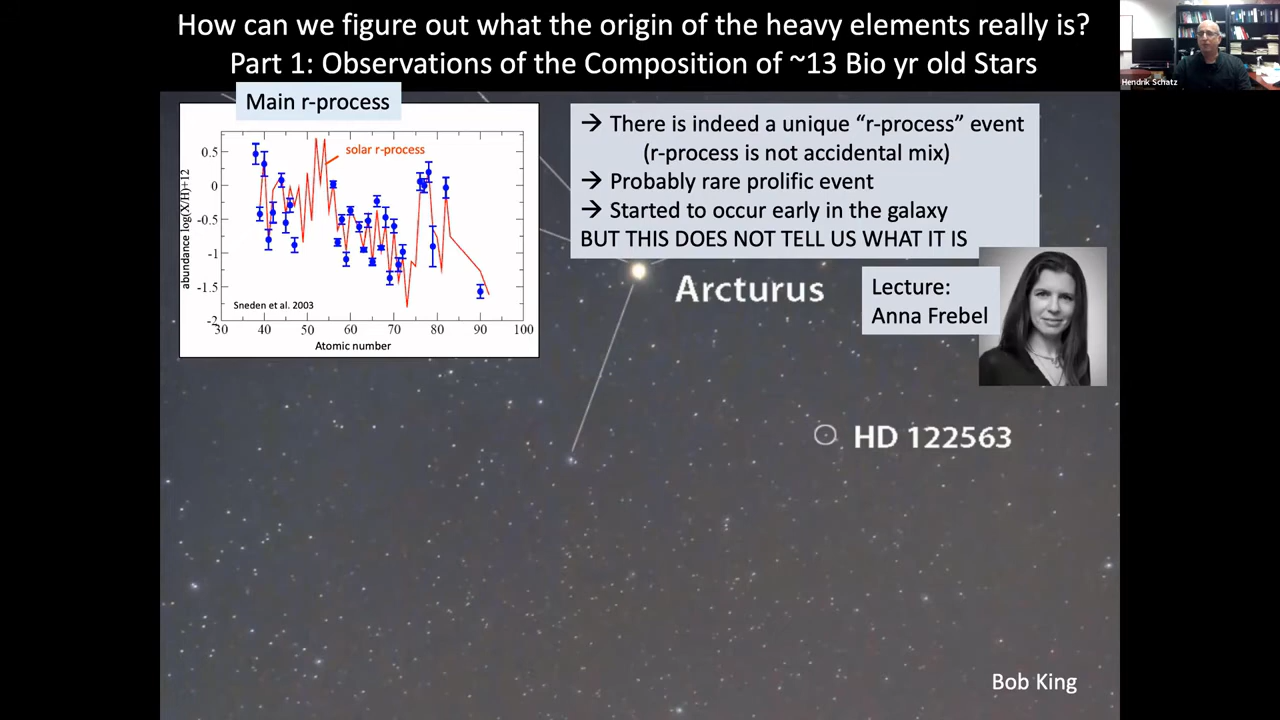 How can we figure out what the origin of the heavy elements really is?
Part 1: Observations of the Composition of ~13 Bio yr old Stars
Hendrik Schatz
Main r-process
solar r-process
abundance log(X/H)+12
0.5
0
-0.5
-1
-1.5
-2
Sneden et al. 2003
30 40 50 60 70 80 90 100
Atomic number
→ There is indeed a unique “r-process” event
(r-process is not accidental mix)
→ Probably rare prolific event
→ Started to occur early in the galaxy
BUT THIS DOES NOT TELL US WHAT IT IS
Arcturus
Lecture:
Anna Frebel
HD 122563
Bob King